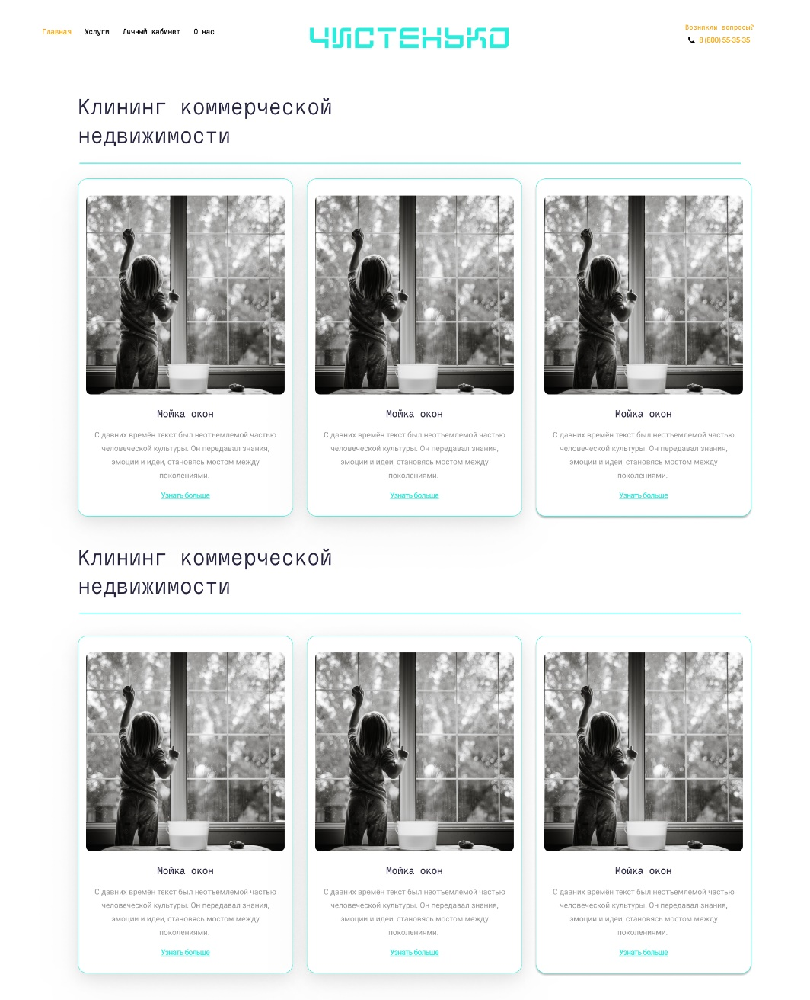 Главная Услуги Личный кабинет О нас
ЧИСТЕНЬКО
Возникли вопросы?
8 (800) 55-35-35
Клининг коммерческой
недвижимости
Мойка окон
С давних времён текст был неотъемлемой частью
человеческой культуры. Он передавал знания,
эмоции и идеи, становясь мостом между
поколениями.
Узнать больше
Мойка окон
С давних времён текст был неотъемлемой частью
человеческой культуры. Он передавал знания,
эмоции и идеи, становясь мостом между
поколениями.
Узнать больше
Мойка окон
С давних времён текст был неотъемлемой частью
человеческой культуры. Он передавал знания,
эмоции и идеи, становясь мостом между
поколениями.
Узнать больше
Клининг коммерческой
недвижимости
Мойка окон
С давних времён текст был неотъемлемой частью
человеческой культуры. Он передавал знания,
эмоции и идеи, становясь мостом между
поколениями.
Узнать больше
Мойка окон
С давних времён текст был неотъемлемой частью
человеческой культуры. Он передавал знания,
эмоции и идеи, становясь мостом между
поколениями.
Узнать больше
Мойка окон
С давних времён текст был неотъемлемой частью
человеческой культуры. Он передавал знания,
эмоции и идеи, становясь мостом между
поколениями.
Узнать больше